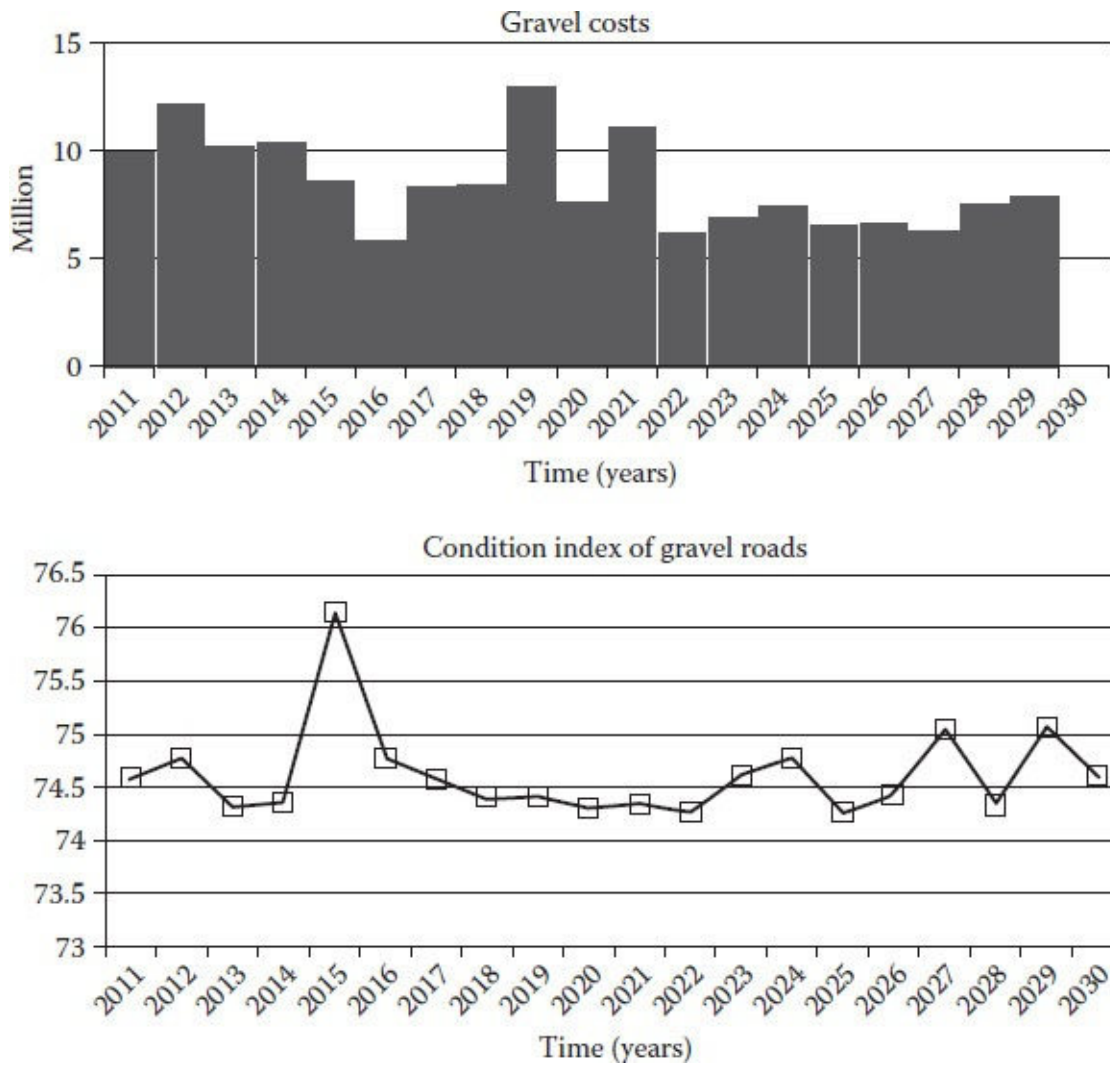 Gravel costs
15
10
5
0
Million
2011 2012 2013 2014 2015 2016 2017 2018 2019 2020 2021 2022 2023 2024 2025 2026 2027 2028 2029 2030
Time (years)
Condition index of gravel roads
76.5
76
75.5
75
74.5
74
73.5
73
2011 2012 2013 2014 2015 2016 2017 2018 2019 2020 2021 2022 2023 2024 2025 2026 2027 2028 2029 2030
Time (years)